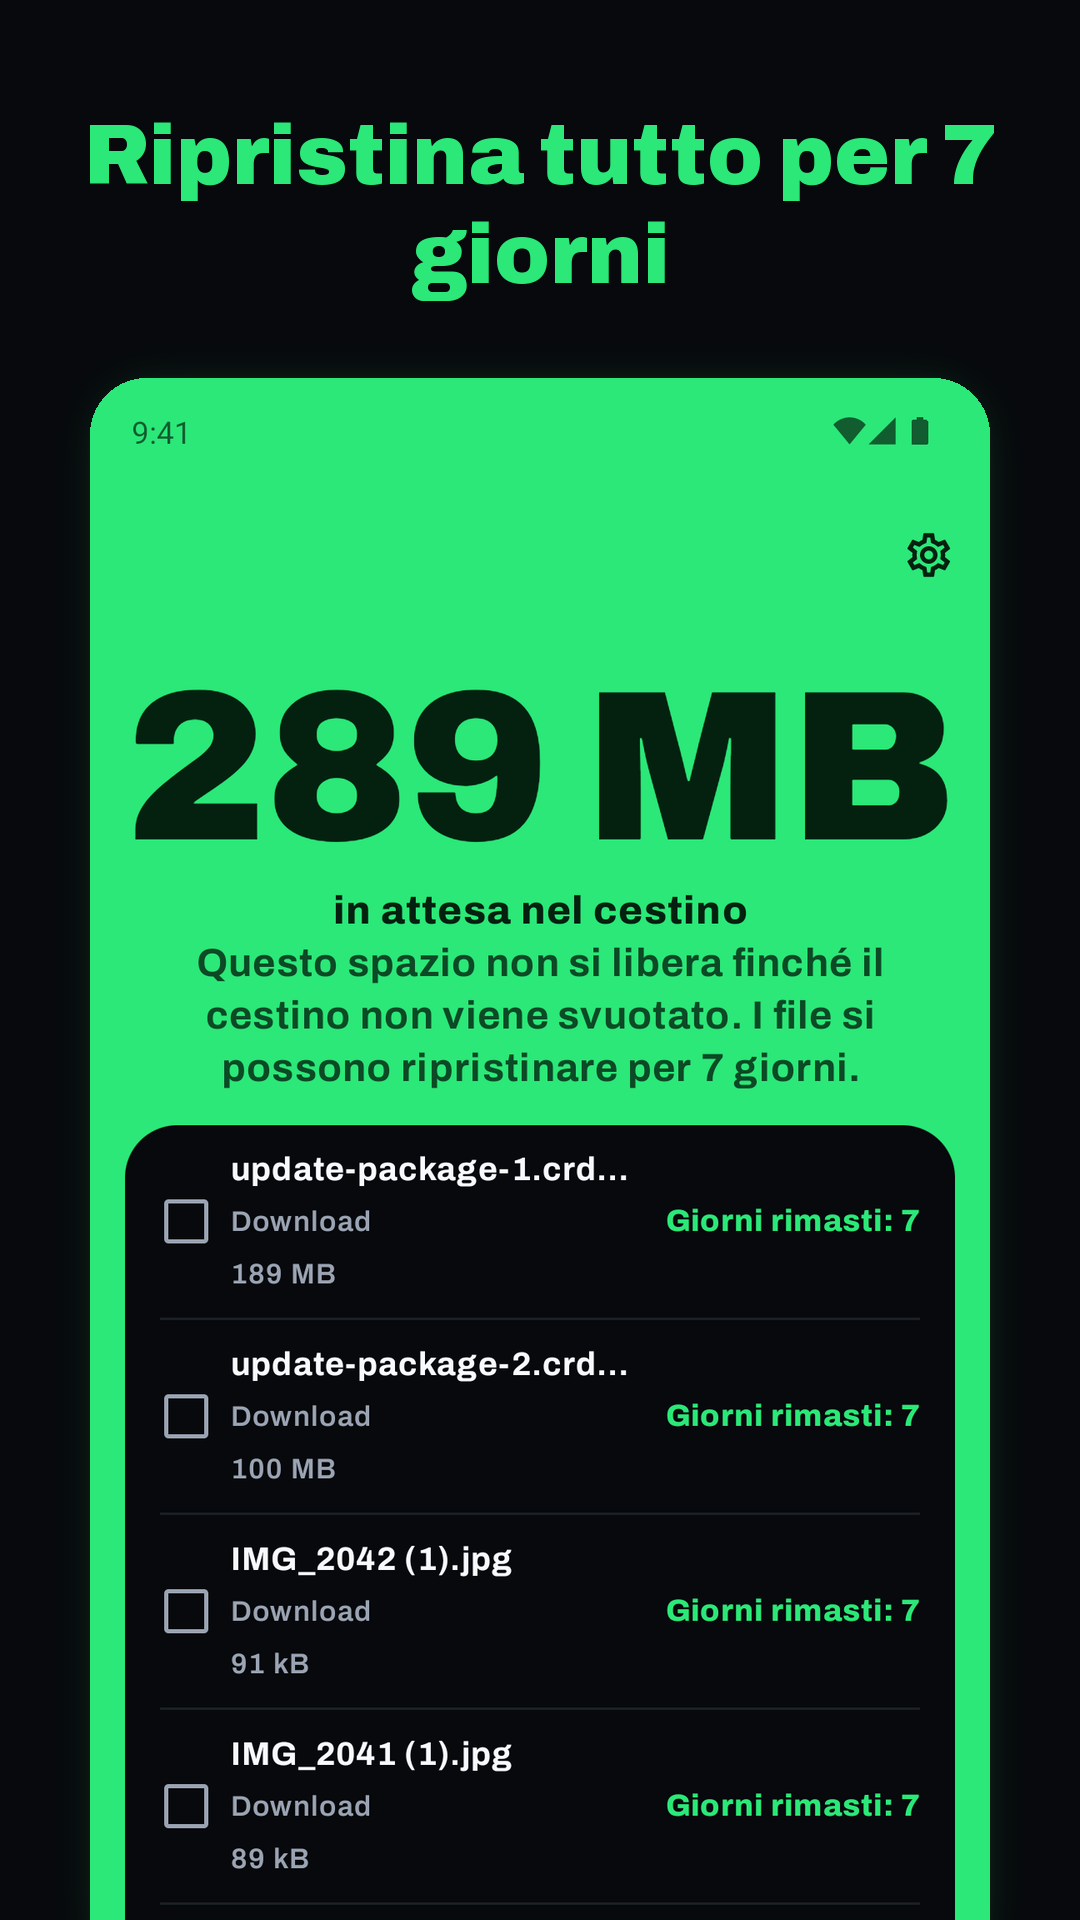 Ripristina tutto per 7
giorni
9:41
289 MB
in attesa nel cestino
Questo spazio non si libera finché il
cestino non viene svuotato. I file si
possono ripristinare per 7 giorni.
update-package-1.crd...
Download
Giorni rimasti: 7
189 MB
update-package-2.crd...
Download
Giorni rimasti: 7
100 MB
IMG_2042 (1).jpg
Download
Giorni rimasti: 7
91 kB
IMG_2041 (1).jpg
Download
Giorni rimasti: 7
89 kB